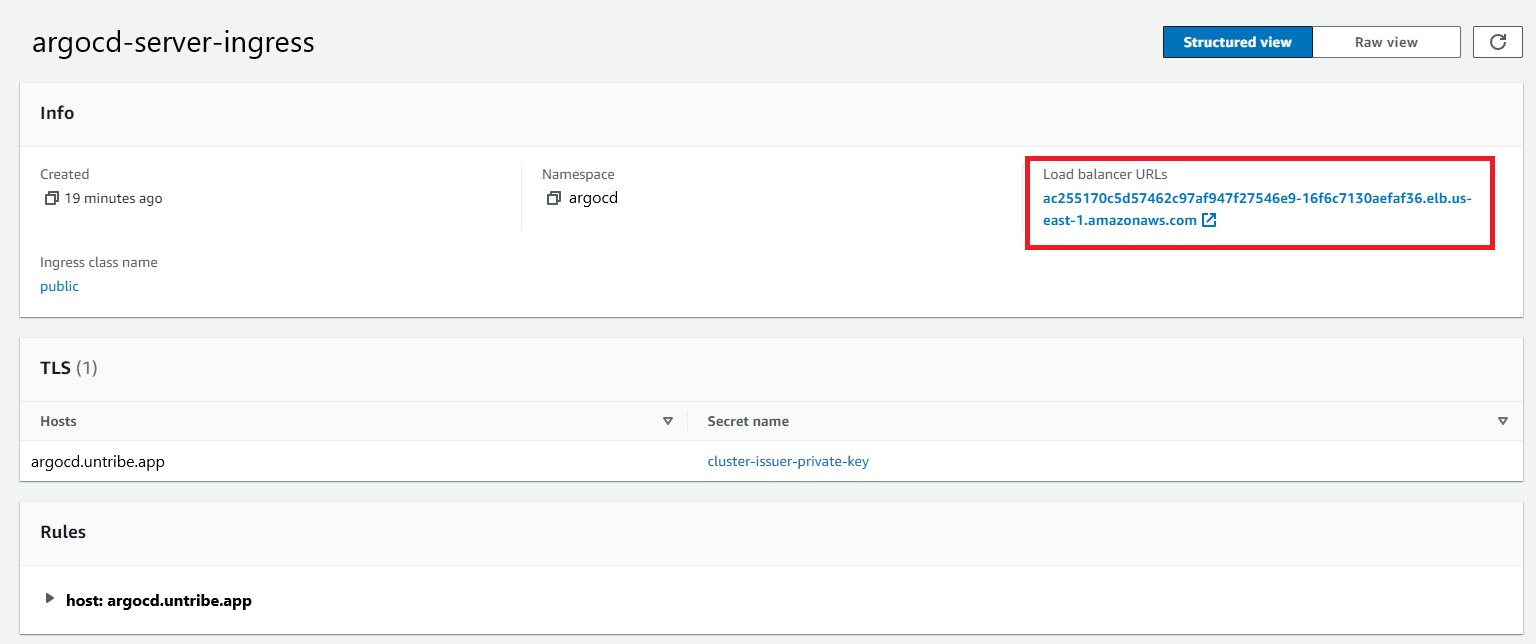 argocd-server-ingress
Structured view
Raw view
Info
Created
19 minutes ago
Namespace
argocd
Load balancer URLs
ac255170c5d57462c97af947f27546e9-16f6c7130aefaf36.elb.us-
east-1.amazonaws.com
Ingress class name
public
TLS (1)
Hosts
Secret name
argocd.untribe.app
cluster-issuer-private-key
Rules
host: argocd.untribe.app